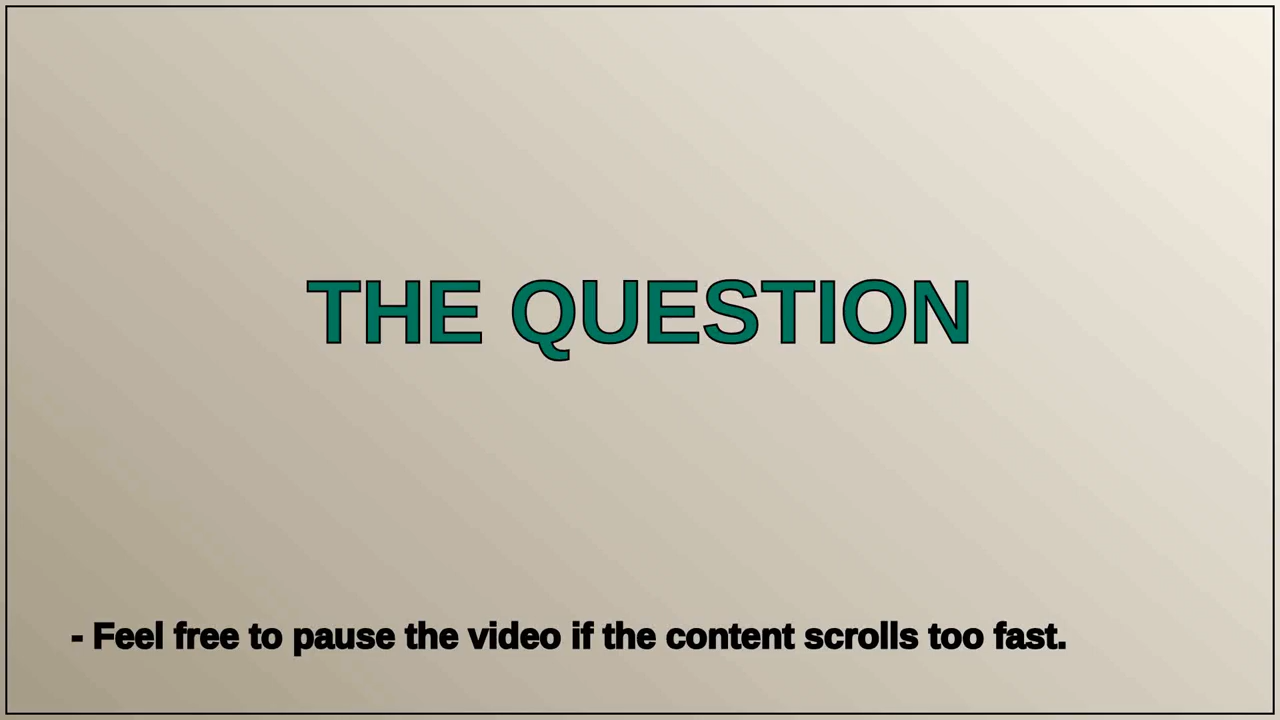 THE QUESTION
- Feel free to pause the video if the content scrolls too fast.